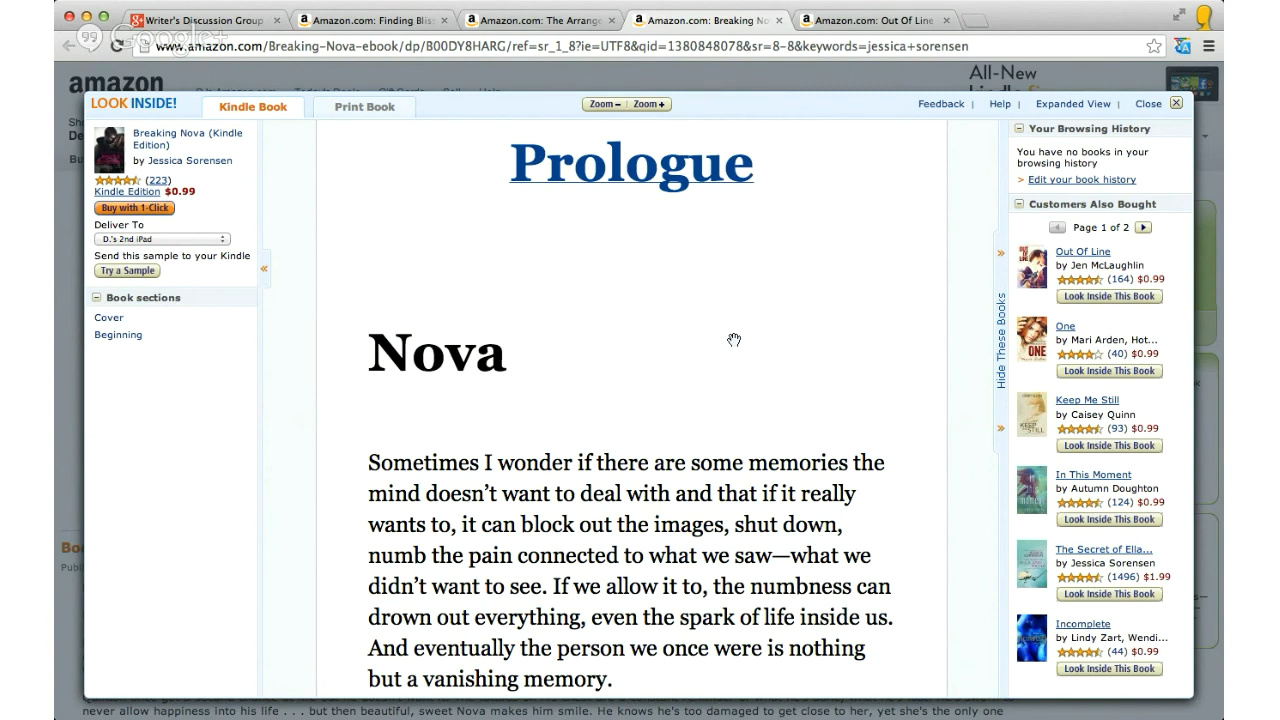 Writer's Discussion Group
Amazon.com: Finding Blis
Amazon.com: The Arrange
Amazon.com: Breaking No
Amazon.com: Out Of Line
Google+
www.amazon.com/Breaking-Nova-ebook/dp/B00DY8HARG/ref=sr_1_8?ie=UTF8&qid=1380848078&sr=8-8&keywords=jessica+sorensen
amazon
All-New
LOOK INSIDE!
Kindle Book
Print Book
Zoom −
Zoom +
Feedback |
Help |
Expanded View |
Close
Breaking Nova (Kindle
Edition)
by Jessica Sorensen
(223)
Kindle Edition $0.99
Buy with 1-Click
Deliver To
D.'s 2nd iPad
Send this sample to your Kindle
Try a Sample
Book sections
Cover
Beginning
Prologue
Nova
Sometimes I wonder if there are some memories the
mind doesn’t want to deal with and that if it really
wants to, it can block out the images, shut down,
numb the pain connected to what we saw—what we
didn’t want to see. If we allow it to, the numbness can
drown out everything, even the spark of life inside us.
And eventually the person we once were is nothing
but a vanishing memory.
Hide These Books
Your Browsing History
You have no books in your
browsing history
> Edit your book history
Customers Also Bought
Page 1 of 2
Out Of Line
by Jen McLaughlin
(164) $0.99
Look Inside This Book
One
by Mari Arden, Hot...
(40) $0.99
Look Inside This Book
Keep Me Still
by Caisey Quinn
(93) $0.99
Look Inside This Book
In This Moment
by Autumn Doughton
(124) $0.99
Look Inside This Book
The Secret of Ella...
by Jessica Sorensen
(1496) $1.99
Look Inside This Book
Incomplete
by Lindy Zart, Wendi...
(44) $0.99
Look Inside This Book
never allow happiness into his life . . . but then beautiful, sweet Nova makes him smile. He knows he's too damaged to get close to her, yet she's the only one